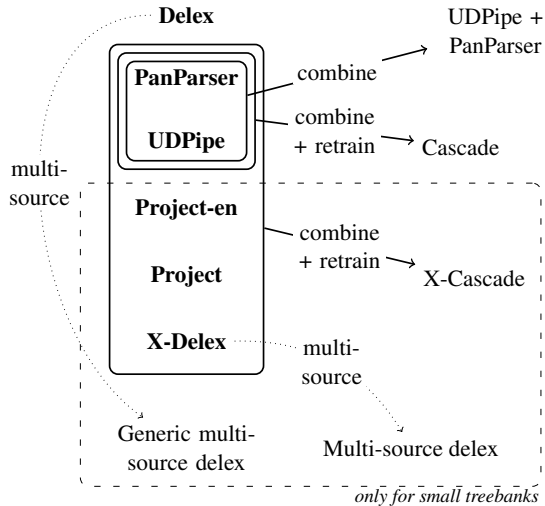 Delex
UDPipe +
PanParser
PanParser
combine
UDPipe
combine
+ retrain
Cascade
multi-
source
Project-en
combine
+ retrain
Project
X-Cascade
X-Delex
multi-
source
Generic multi-
source delex
Multi-source delex
only for small treebanks